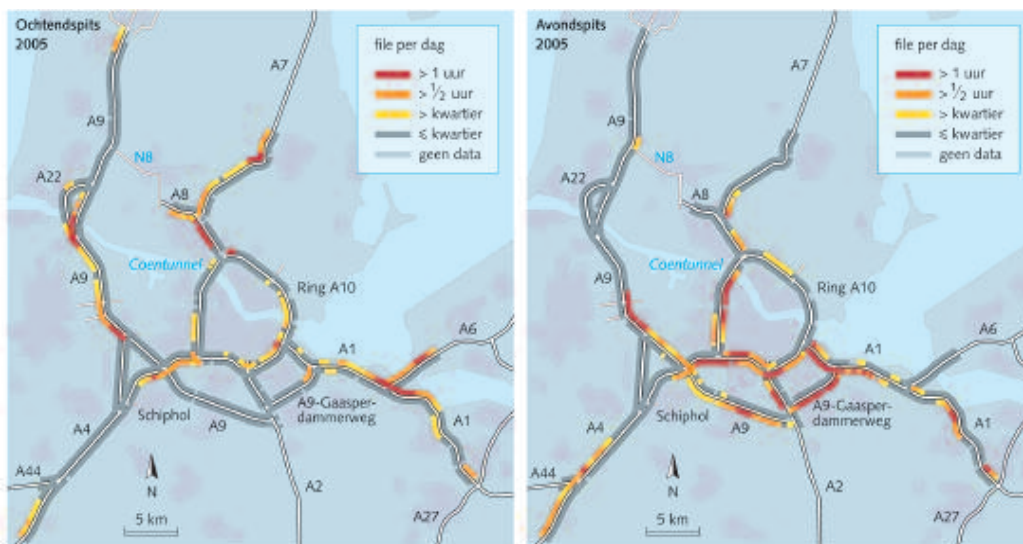 Ochtendspits
2005
file per dag
> 1 uur
> 1/2 uur
> kwartier
≤ kwartier
geen data
A7
A9
N8
A22
A8
Coentunnel
A9
Ring A10
A6
A1
Schiphol
A9
A9-Gaasper-
dammerweg
A1
A4
A44
N
A2
5 km
A27
Avondspits
2005
file per dag
> 1 uur
> 1/2 uur
> kwartier
≤ kwartier
geen data
A7
A9
N8
A22
A8
Coentunnel
A9
Ring A10
A6
A1
Schiphol
A9
A9-Gaasper-
dammerweg
A1
A4
A44
N
A2
5 km
A27